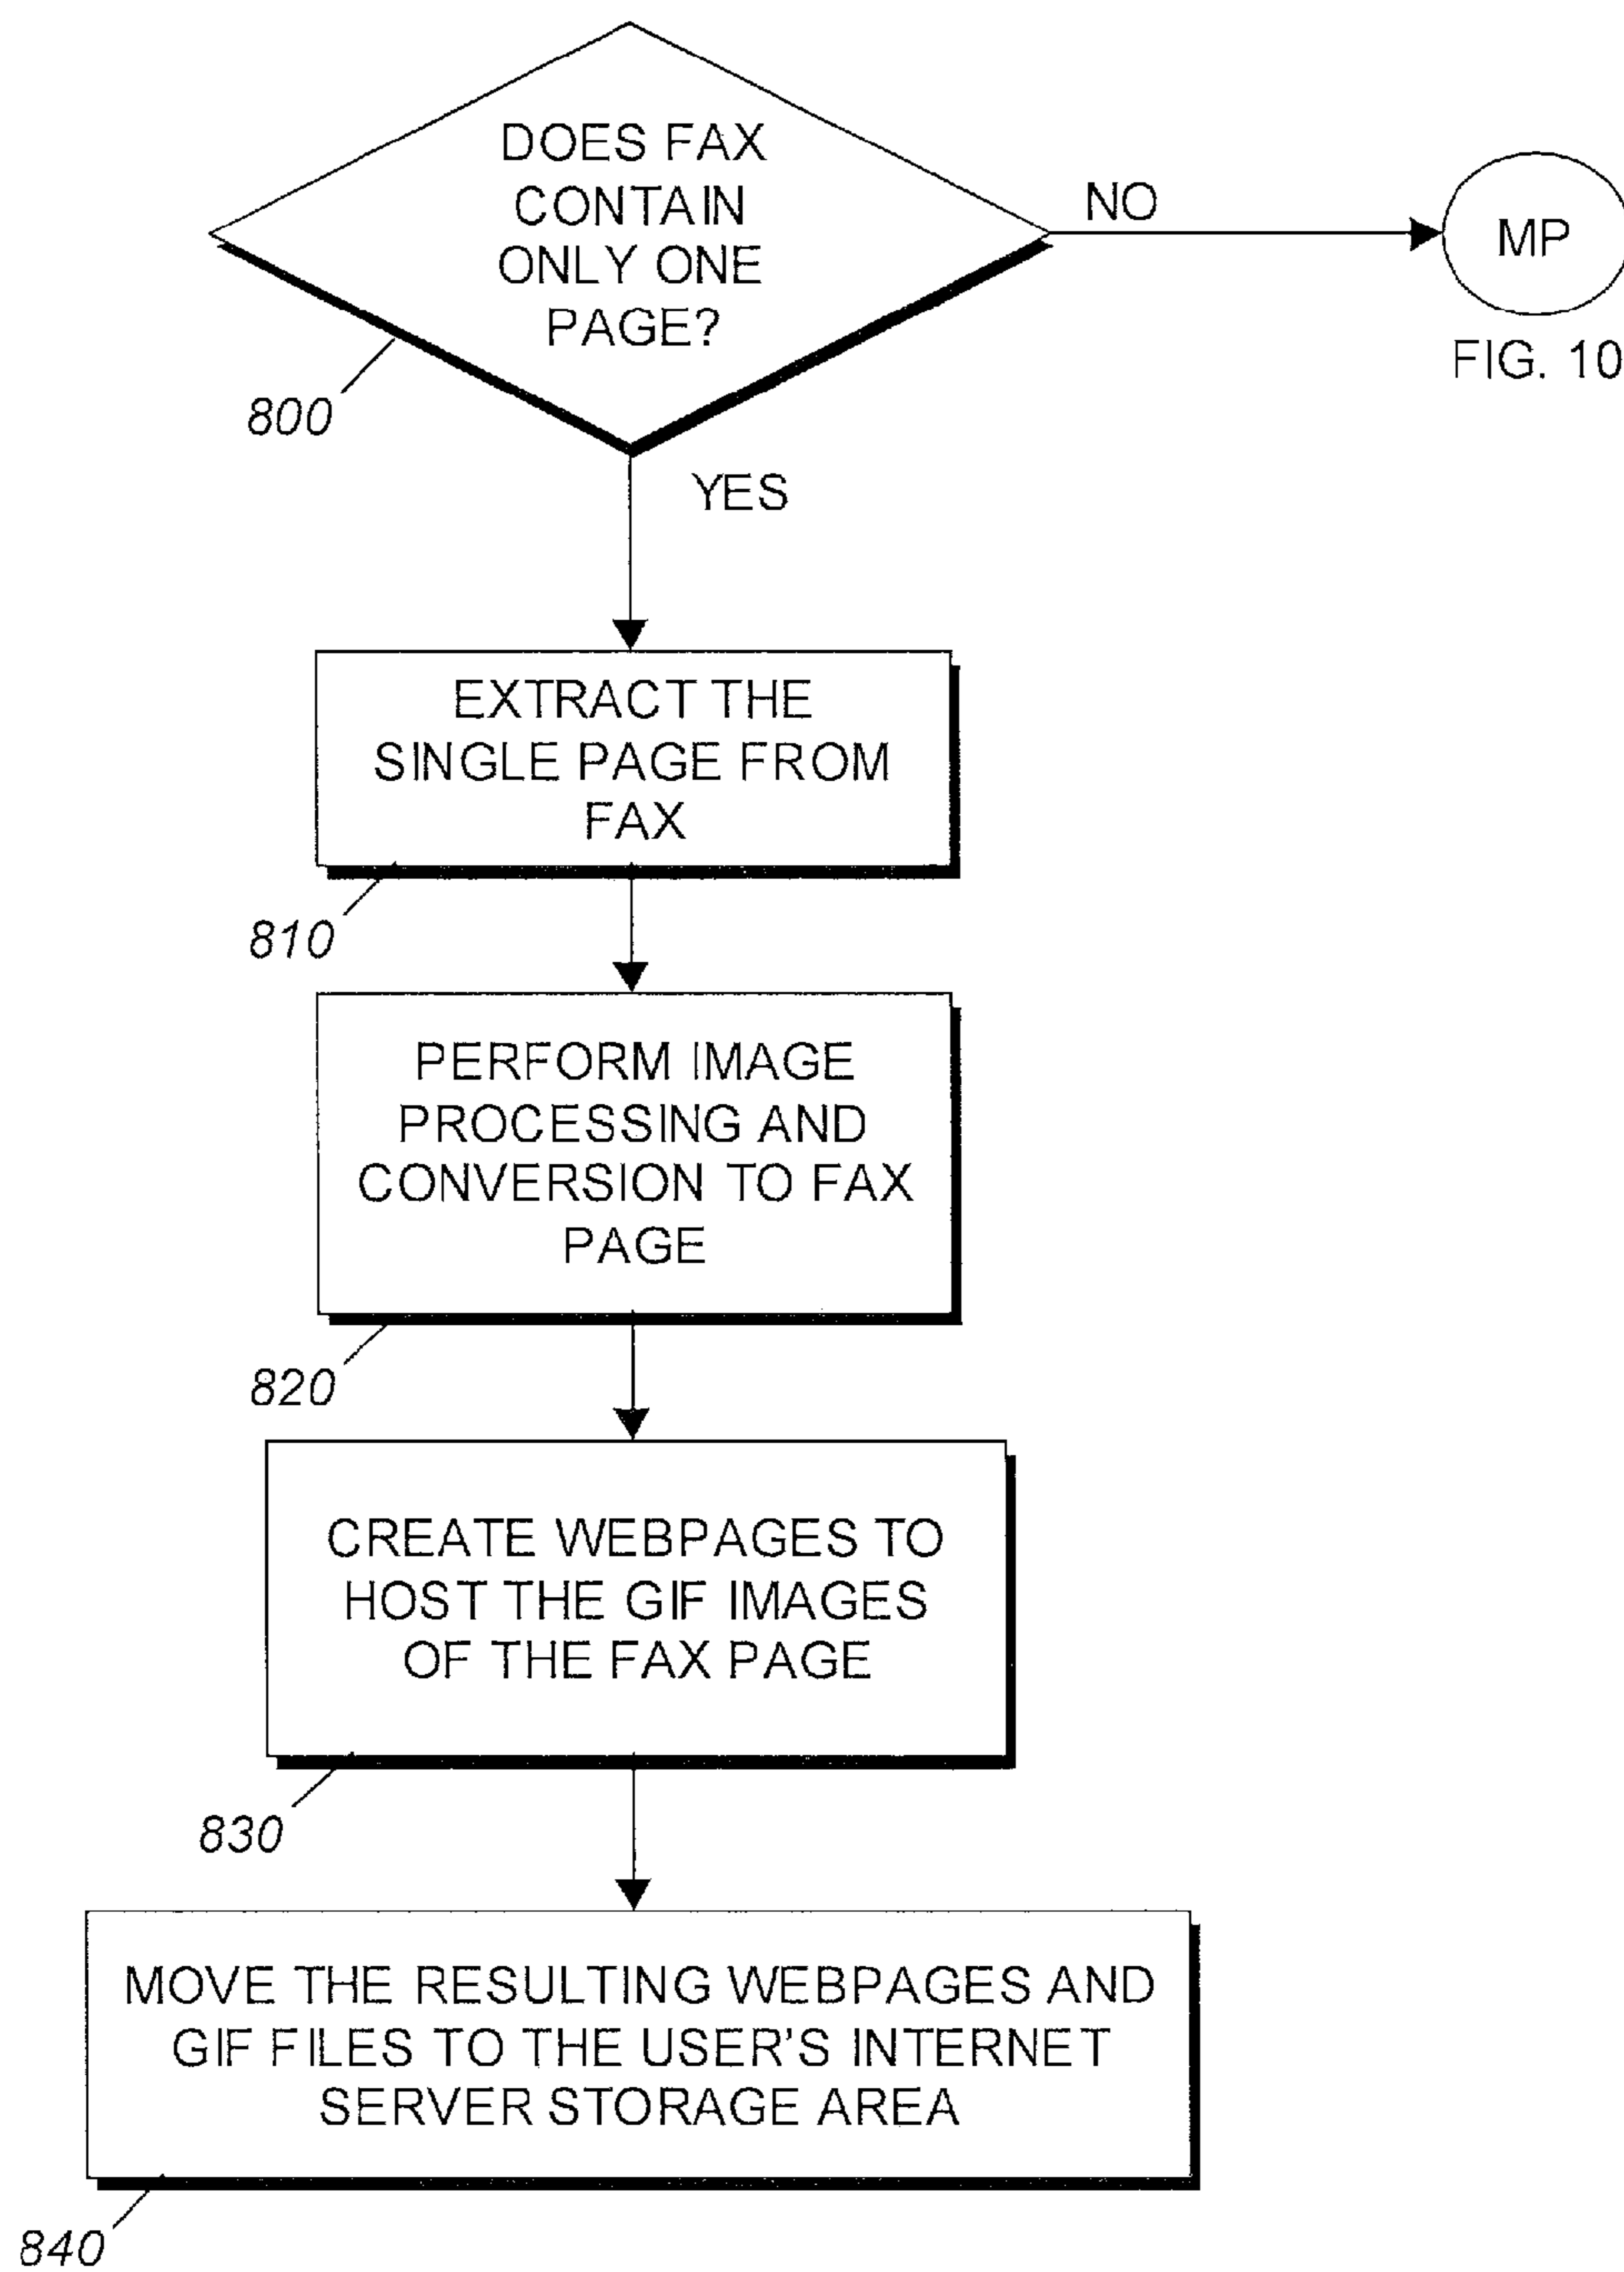 DOES FAX
CONTAIN
ONLY ONE
PAGE?
NO
MP
FIG. 10
800
YES
EXTRACT THE
SINGLE PAGE FROM
FAX
810
PERFORM IMAGE
PROCESSING AND
CONVERSION TO FAX
PAGE
820
CREATE WEBPAGES TO
HOST THE GIF IMAGES
OF THE FAX PAGE
830
MOVE THE RESULTING WEBPAGES AND
GIF FILES TO THE USER'S INTERNET
SERVER STORAGE AREA
840